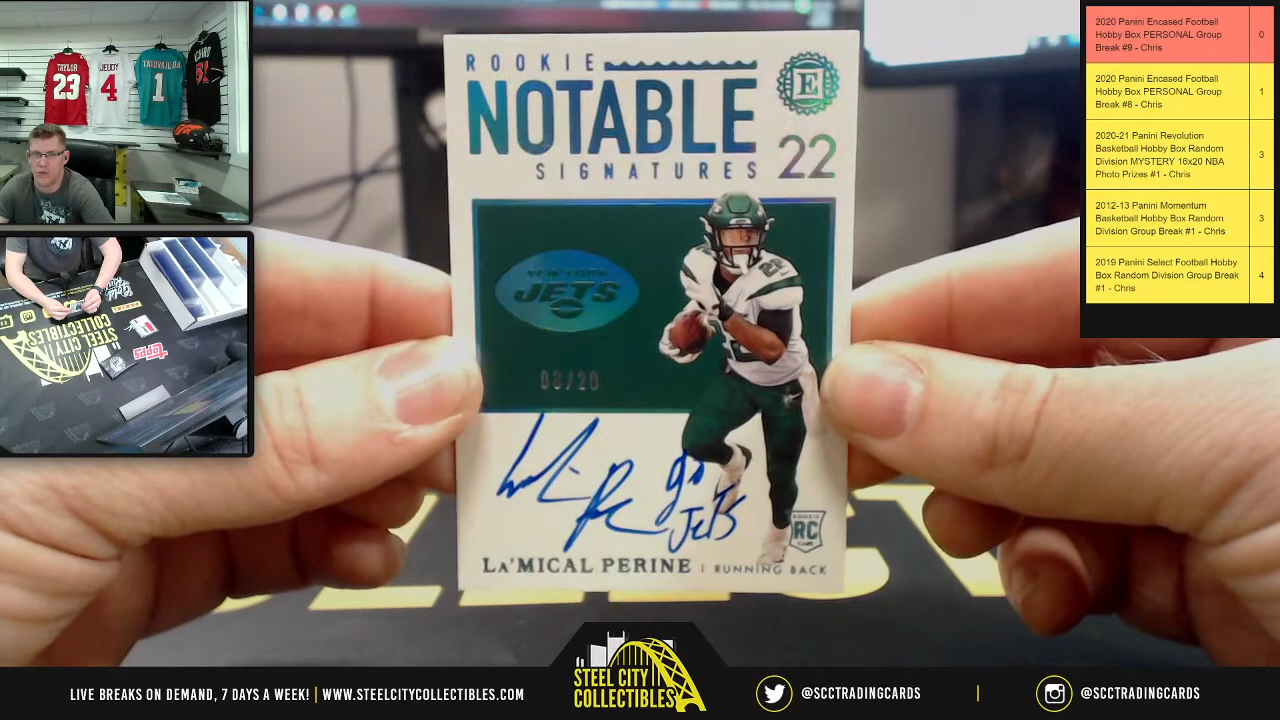 TAYLOR
23
JEUDY
4
TAGOVAILOA
1
51
STEEL CITY
COLLECTIBLES
PANINI
Topps
ROOKIE
NOTABLE
SIGNATURES
E
22
NEW YORK
JETS
03/20
go
Jets
LA'MICAL PERINE | RUNNING BACK
RC
2020 Panini Encased Football
Hobby Box PERSONAL Group
Break #9 - Chris
0
2020 Panini Encased Football
Hobby Box PERSONAL Group
Break #8 - Chris
1
2020-21 Panini Revolution
Basketball Hobby Box Random
Division MYSTERY 16x20 NBA
Photo Prizes #1 - Chris
3
2012-13 Panini Momentum
Basketball Hobby Box Random
Division Group Break #1 - Chris
3
2019 Panini Select Football Hobby
Box Random Division Group Break
#1 - Chris
4
LIVE BREAKS ON DEMAND, 7 DAYS A WEEK! | WWW.STEELCITYCOLLECTIBLES.COM
STEEL CITY
COLLECTIBLES
@SCCTRADINGCARDS
|
@SCCTRADINGCARDS